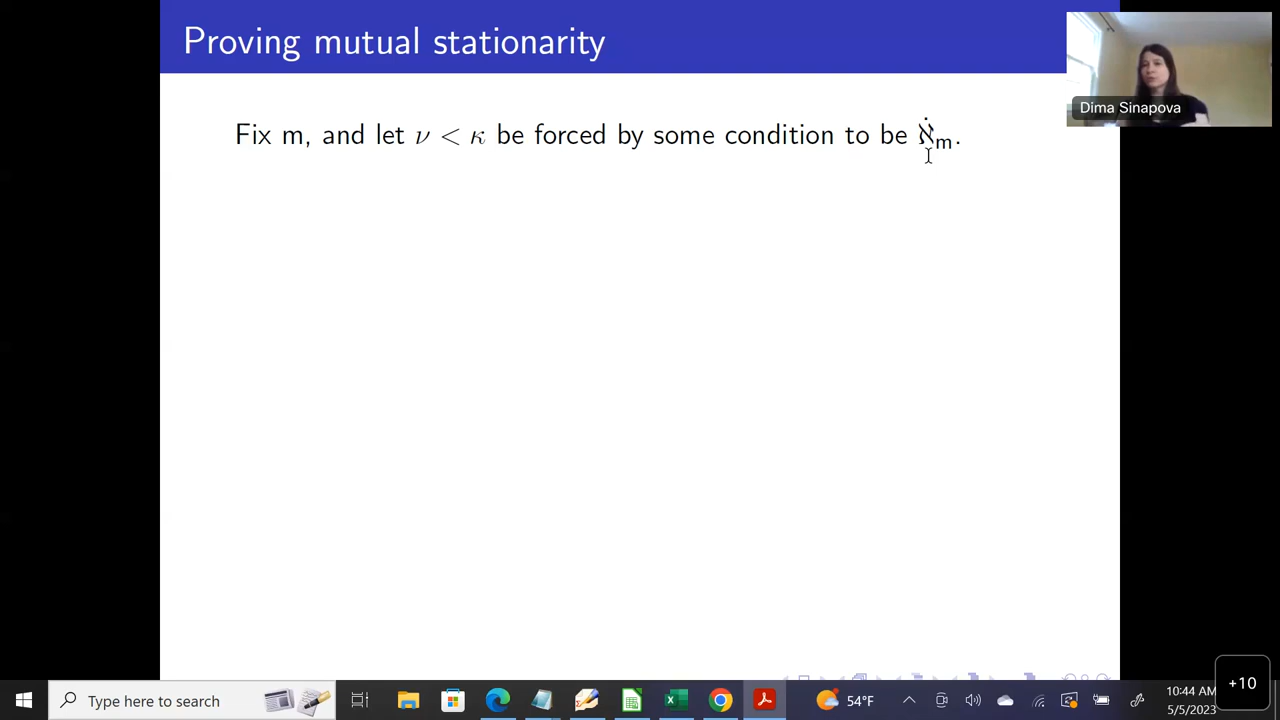 Proving mutual stationarity
Dima Sinapova
Fix m, and let ν < κ be forced by some condition to be ℵ̇ₘ.
+10
Type here to search
54°F
10:44 AM
5/5/2023